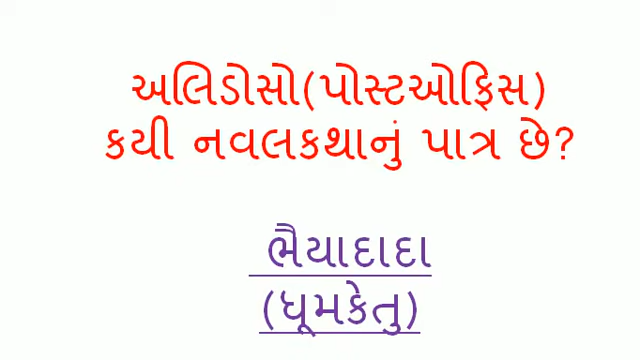 અલિડોસો(પોસ્ટઓફિસ)
કયી નવલકથાનું પાત્ર છે?
ભૈયાદાદા
(ધૂમકેતુ)